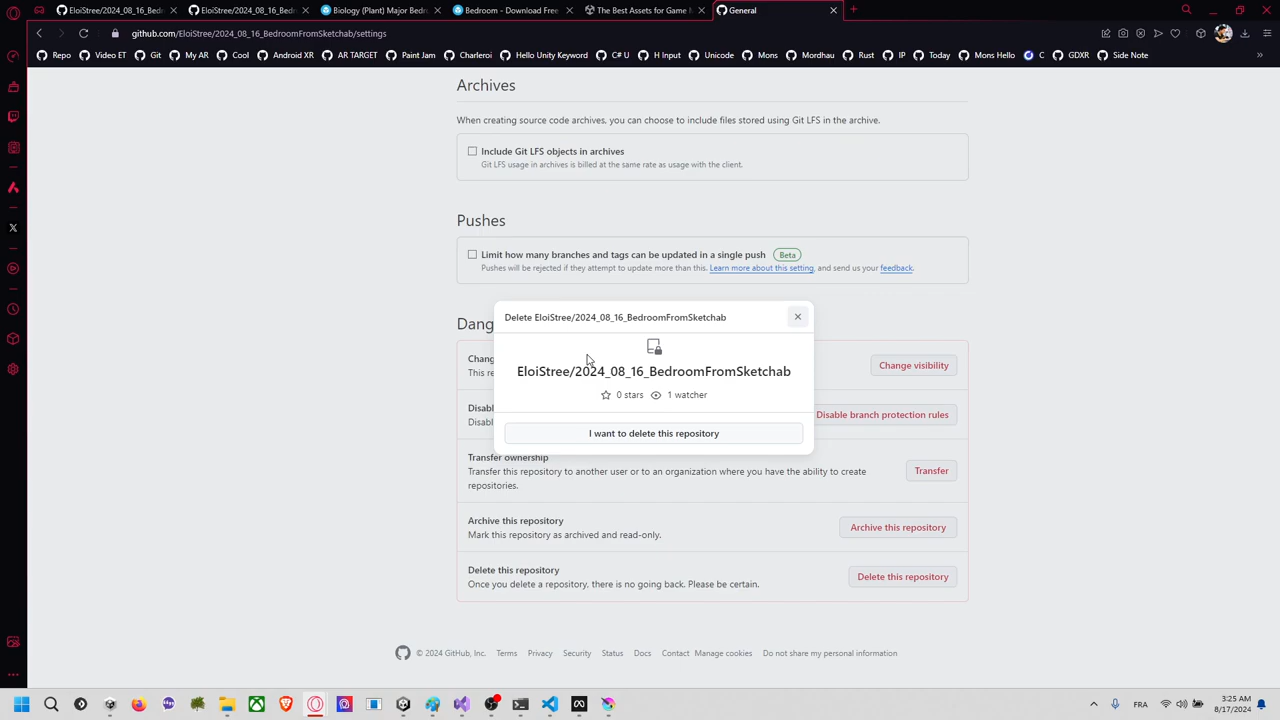 EloiStree/2024_08_16_Bedr
EloiStree/2024_08_16_Bedr
Biology (Plant) Major Bedr
Bedroom – Download Free
The Best Assets for Game M
General
github.com/EloiStree/2024_08_16_BedroomFromSketchab/settings
Repo
Video ET
Git
My AR
Cool
Android XR
AR TARGET
Paint Jam
Charleroi
Hello Unity Keyword
C# U
H Input
Unicode
Mons
Mordhau
Rust
IP
Today
Mons Hello
C
GDXR
Side Note
Archives
When creating source code archives, you can choose to include files stored using Git LFS in the archive.
Include Git LFS objects in archives
Git LFS usage in archives is billed at the same rate as usage with the client.
Pushes
Limit how many branches and tags can be updated in a single push Beta
Pushes will be rejected if they attempt to update more than this. Learn more about this setting, and send us your feedback.
Dang
Delete EloiStree/2024_08_16_BedroomFromSketchab
EloiStree/2024_08_16_BedroomFromSketchab
0 stars 1 watcher
I want to delete this repository
Chang
This re
Change visibility
Disabl
Disabl
Disable branch protection rules
Transfer ownership
Transfer this repository to another user or to an organization where you have the ability to create
repositories.
Transfer
Archive this repository
Mark this repository as archived and read-only.
Archive this repository
Delete this repository
Once you delete a repository, there is no going back. Please be certain.
Delete this repository
© 2024 GitHub, Inc. Terms Privacy Security Status Docs Contact Manage cookies Do not share my personal information
FRA
3:25 AM
8/17/2024